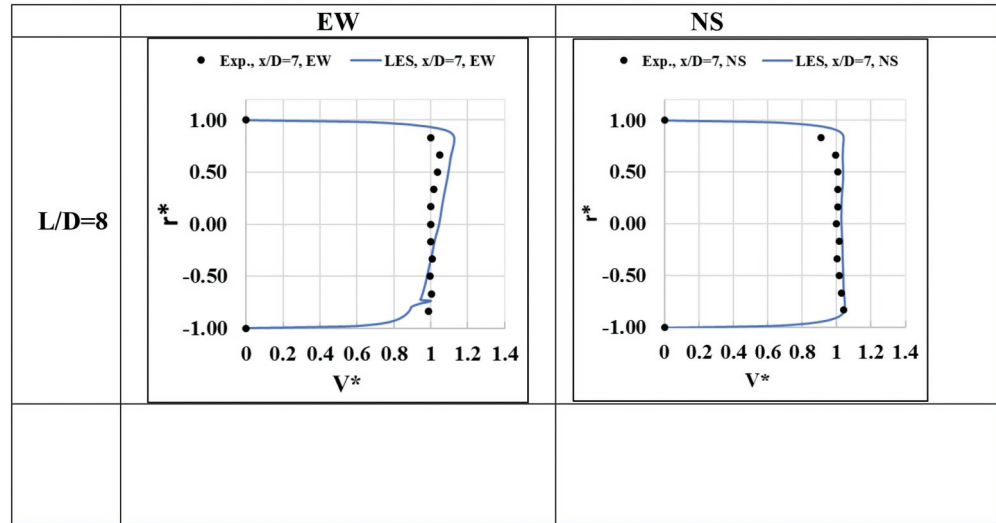 EW NS
L/D=8
Exp., x/D=7, EW LES, x/D=7, EW
r*
1.00
0.50
0.00
-0.50
-1.00
0 0.2 0.4 0.6 0.8 1 1.2 1.4
V*
Exp., x/D=7, NS LES, x/D=7, NS
r*
1.00
0.50
0.00
-0.50
-1.00
0 0.2 0.4 0.6 0.8 1 1.2 1.4
V*